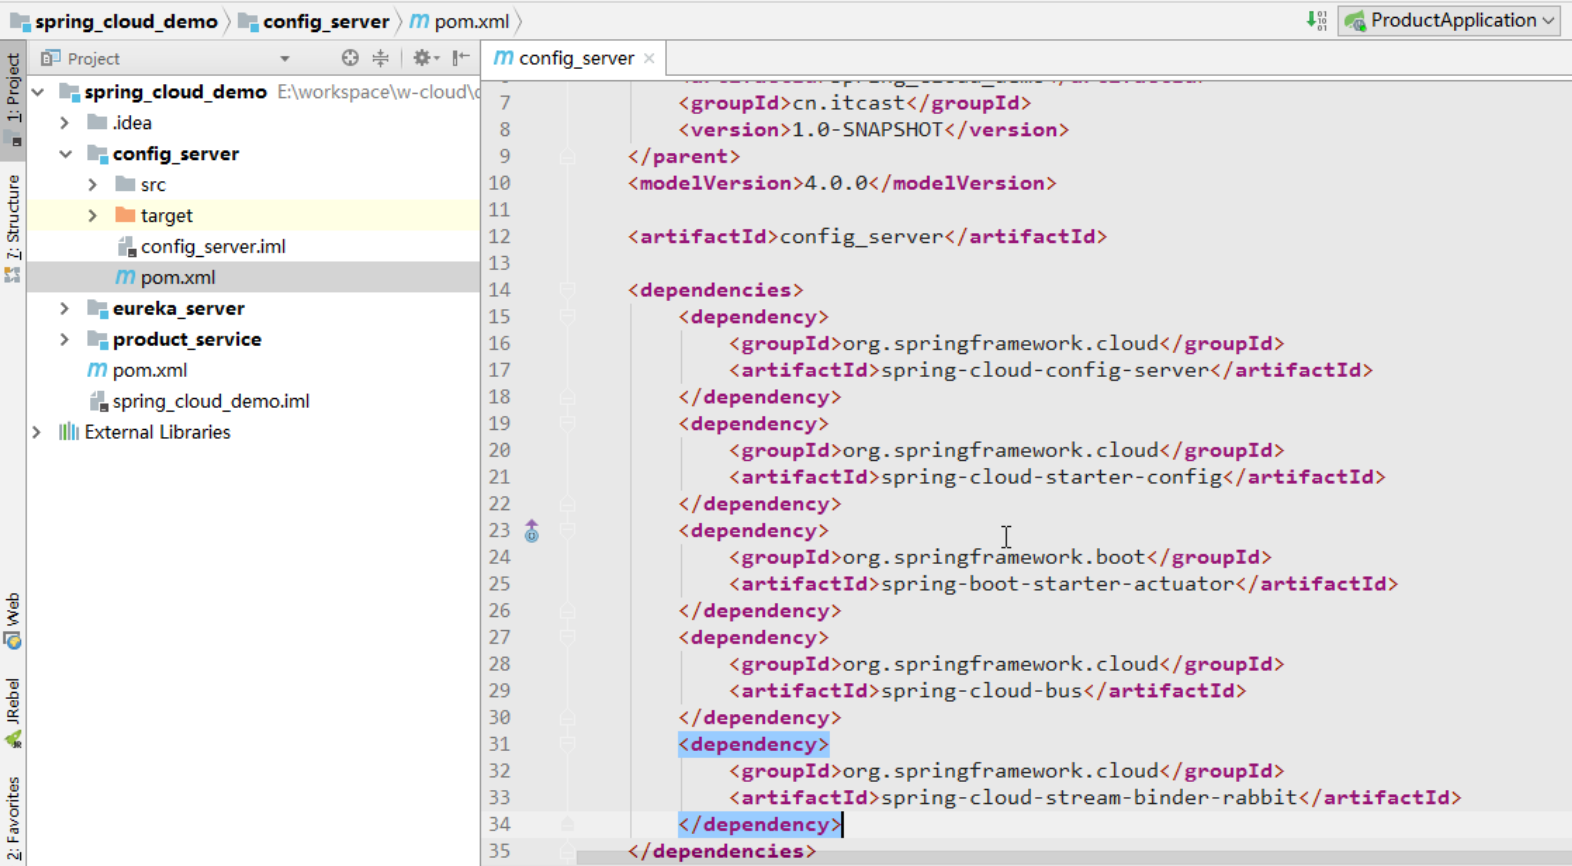 spring_cloud_demo config_server m pom.xml
ProductApplication
Project
m config_server
1: Project
7: Structure
Web
JRebel
2: Favorites
spring_cloud_demo E:\workspace\w-cloud\
.idea
config_server
src
target
config_server.iml
m pom.xml
eureka_server
product_service
m pom.xml
spring_cloud_demo.iml
External Libraries
7 <groupId>cn.itcast</groupId>
8 <version>1.0-SNAPSHOT</version>
9 </parent>
10 <modelVersion>4.0.0</modelVersion>
11
12 <artifactId>config_server</artifactId>
13
14 <dependencies>
15 <dependency>
16 <groupId>org.springframework.cloud</groupId>
17 <artifactId>spring-cloud-config-server</artifactId>
18 </dependency>
19 <dependency>
20 <groupId>org.springframework.cloud</groupId>
21 <artifactId>spring-cloud-starter-config</artifactId>
22 </dependency>
23 <dependency>
24 <groupId>org.springframework.boot</groupId>
25 <artifactId>spring-boot-starter-actuator</artifactId>
26 </dependency>
27 <dependency>
28 <groupId>org.springframework.cloud</groupId>
29 <artifactId>spring-cloud-bus</artifactId>
30 </dependency>
31 <dependency>
32 <groupId>org.springframework.cloud</groupId>
33 <artifactId>spring-cloud-stream-binder-rabbit</artifactId>
34 </dependency>
35 </dependencies>